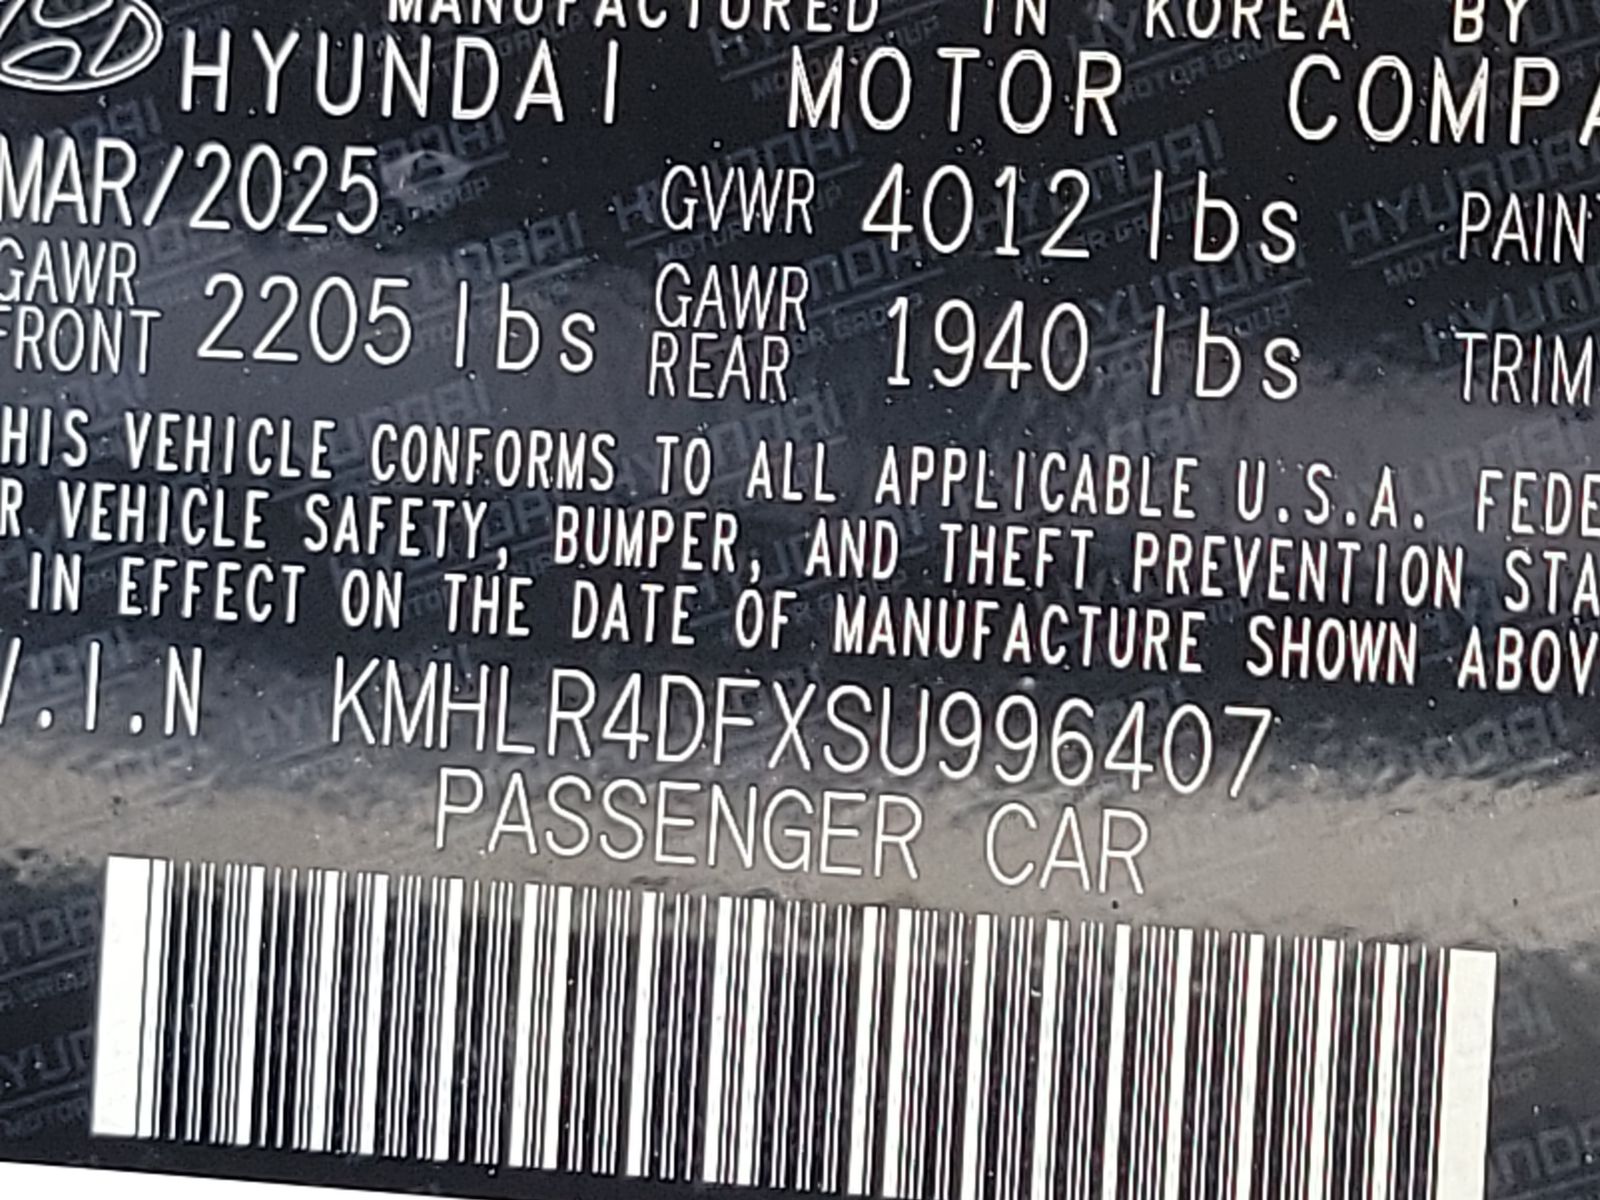 MANUFACTURED IN KOREA BY
HYUNDAI MOTOR COMPA
MAR/2025 GVWR 4012 lbs PAINT
GAWR FRONT 2205 lbs GAWR REAR 1940 lbs TRIM
HIS VEHICLE CONFORMS TO ALL APPLICABLE U.S.A. FEDE
R VEHICLE SAFETY, BUMPER, AND THEFT PREVENTION STA
IN EFFECT ON THE DATE OF MANUFACTURE SHOWN ABOV
V.I.N KMHLR4DFXSU996407
PASSENGER CAR